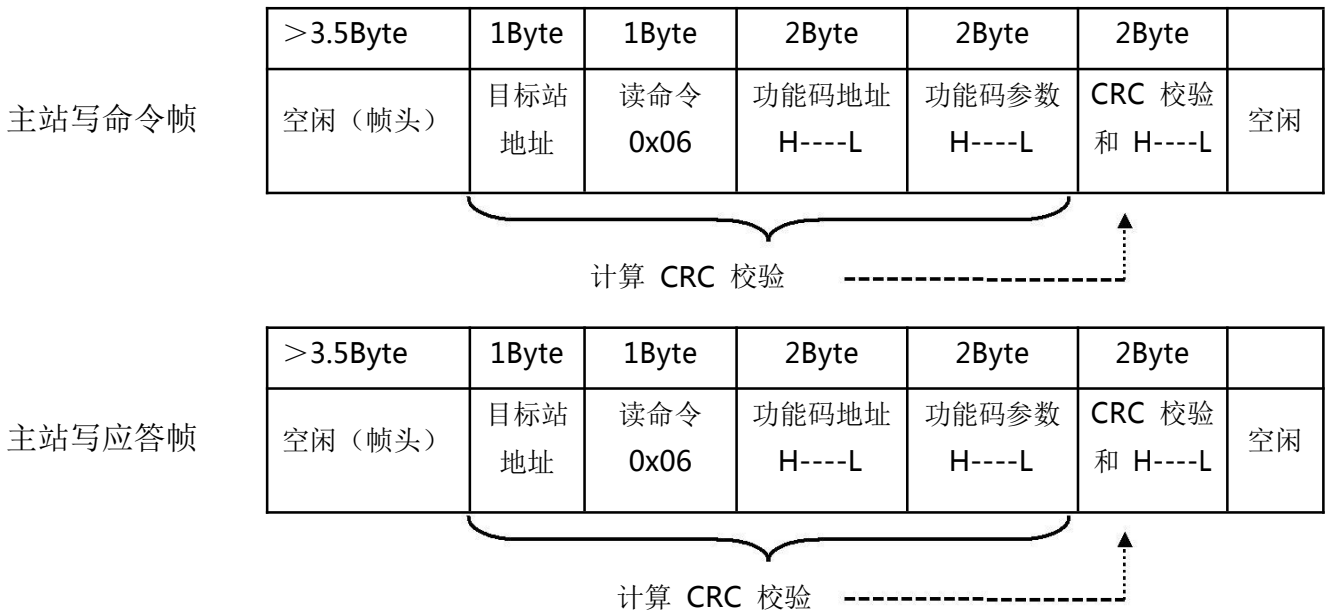 ＞3.5Byte 1Byte 1Byte 2Byte 2Byte 2Byte
主站写命令帧
空闲（帧头） 目标站 读命令 功能码地址 功能码参数 CRC 校验 空闲
地址 0x06 H----L H----L 和 H----L
计算 CRC 校验
＞3.5Byte 1Byte 1Byte 2Byte 2Byte 2Byte
主站写应答帧
空闲（帧头） 目标站 读命令 功能码地址 功能码参数 CRC 校验 空闲
地址 0x06 H----L H----L 和 H----L
计算 CRC 校验